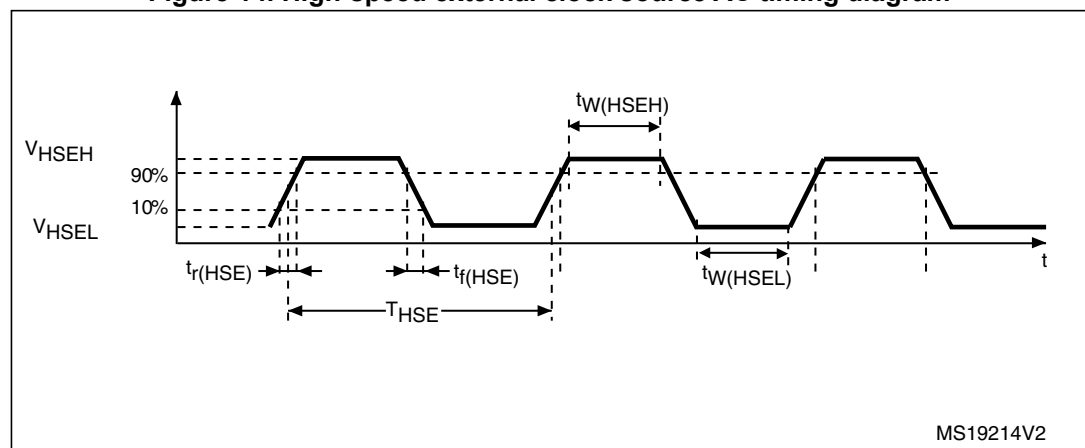 Figure 14. High-speed external clock source AC timing diagram
tW(HSEH)
VHSEH
90%
10%
VHSEL
tr(HSE)
tf(HSE)
tW(HSEL)
t
THSE
MS19214V2